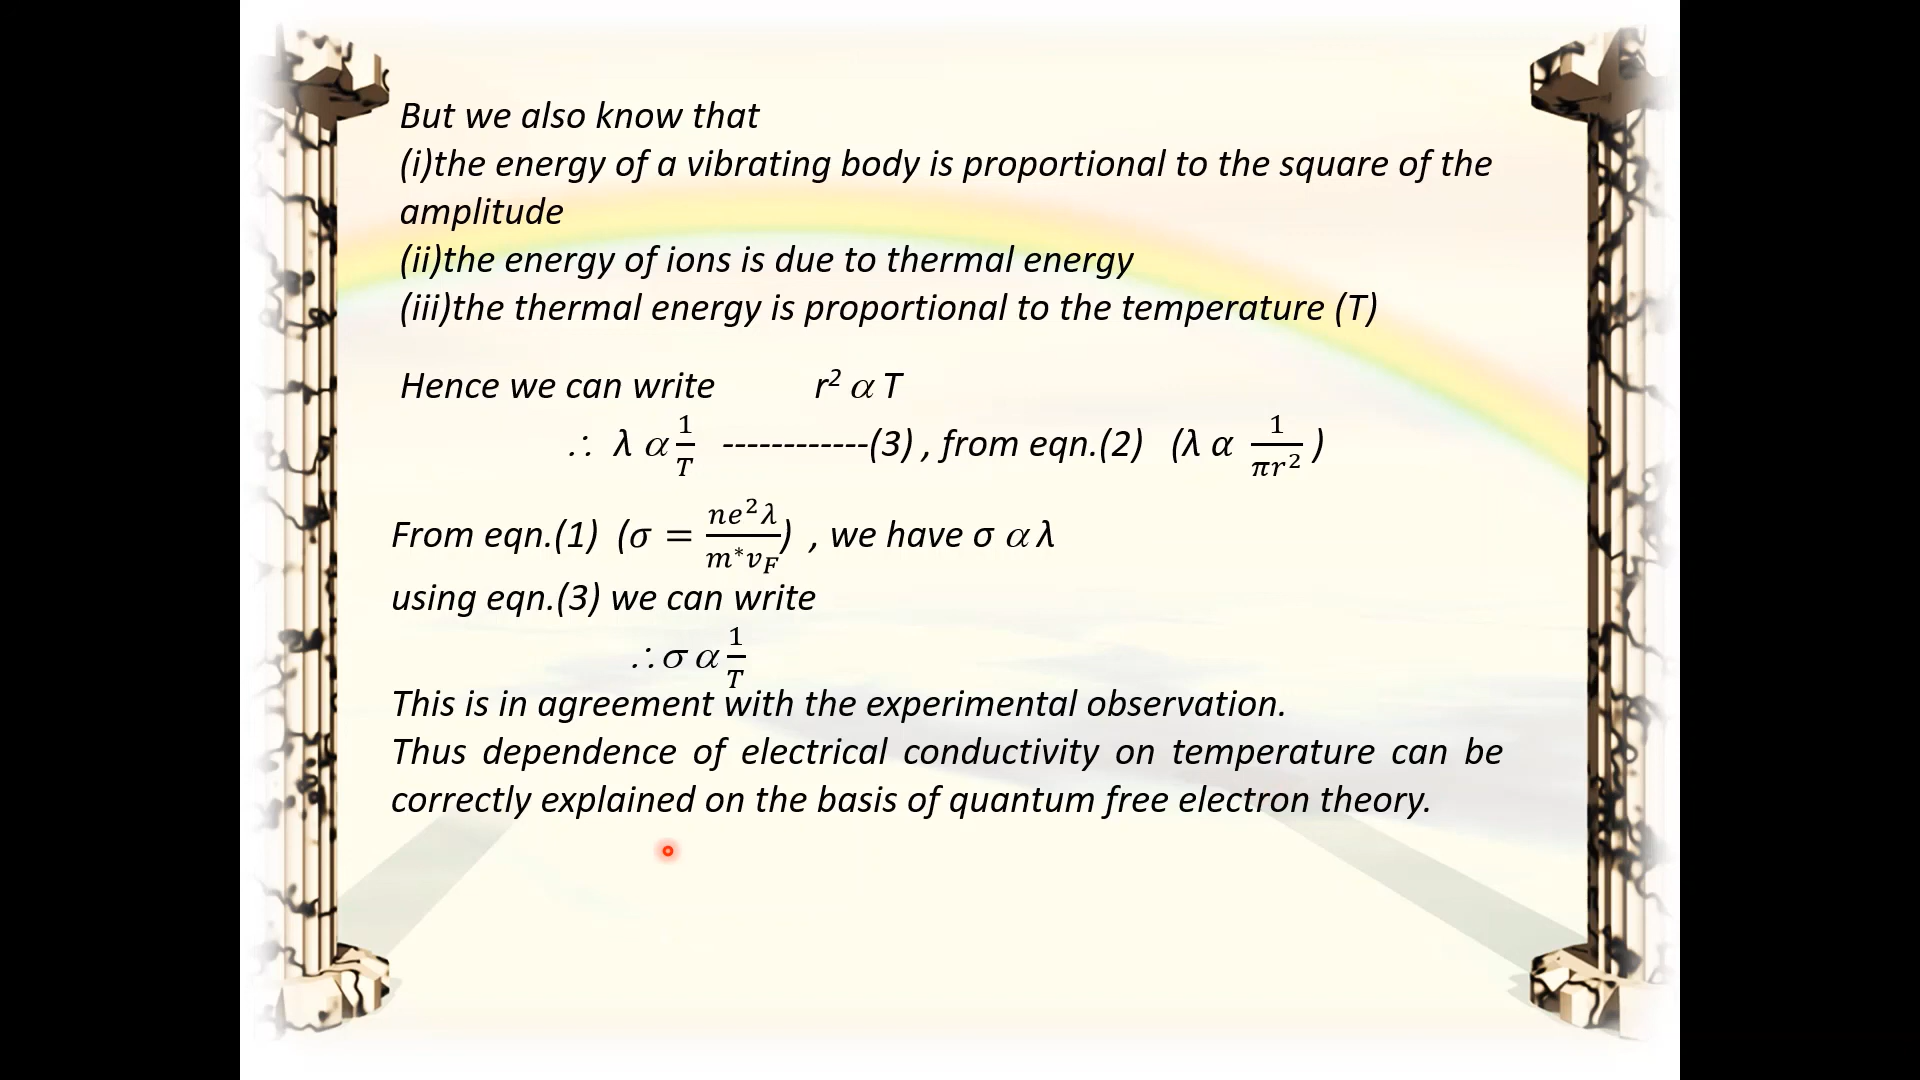 But we also know that
(i)the energy of a vibrating body is proportional to the square of the
amplitude
(ii)the energy of ions is due to thermal energy
(iii)the thermal energy is proportional to the temperature (T)
Hence we can write r² α T
∴ λ α 1/T ------------(3) , from eqn.(2) (λ α 1/πr² )
From eqn.(1) (σ = ne²λ/m*v_F) , we have σ α λ
using eqn.(3) we can write
∴ σ α 1/T
This is in agreement with the experimental observation.
Thus dependence of electrical conductivity on temperature can be
correctly explained on the basis of quantum free electron theory.